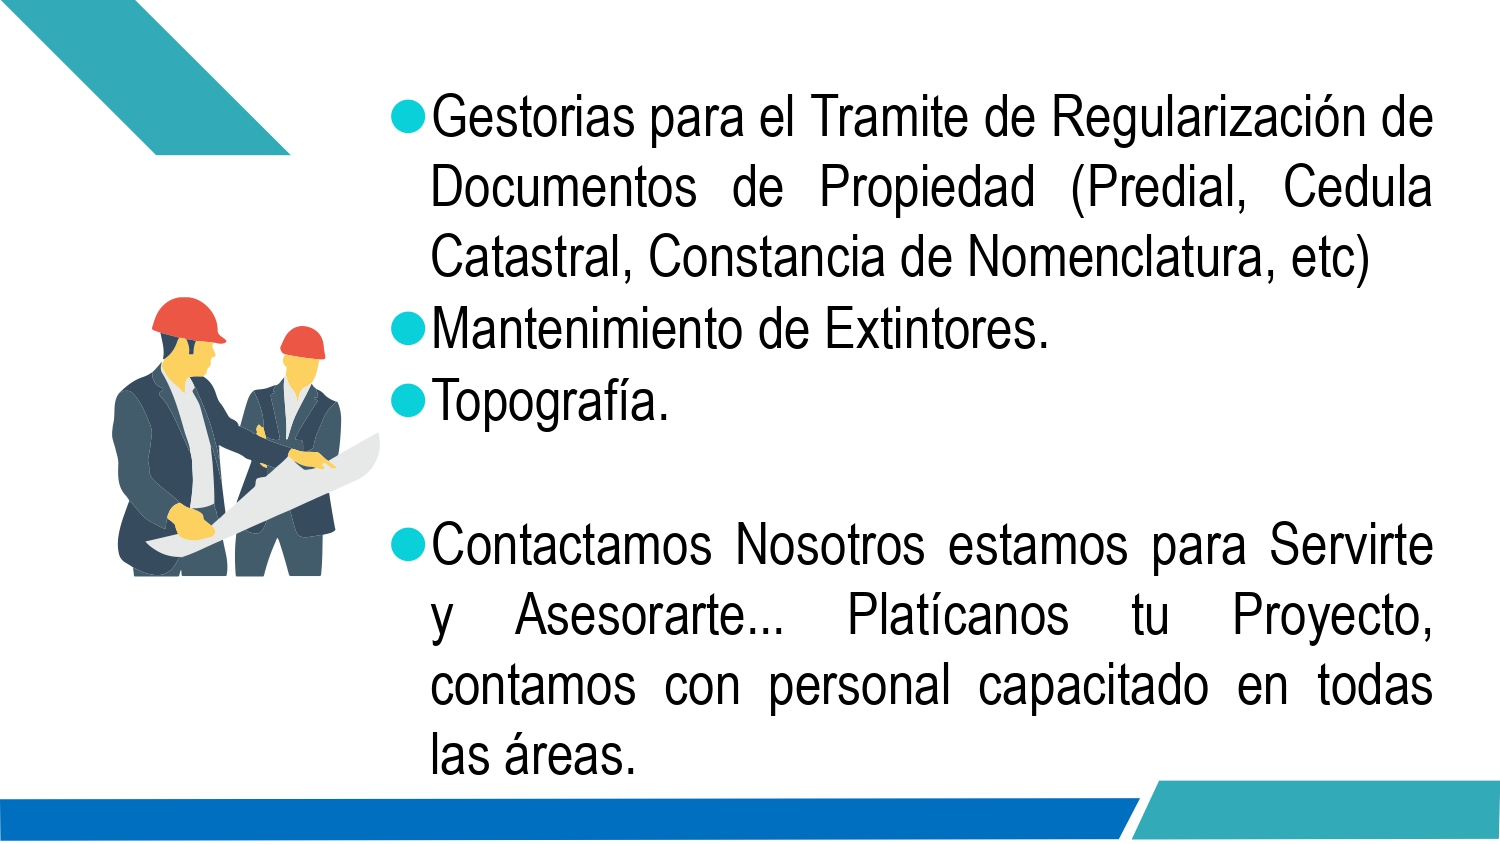 Gestorias para el Tramite de Regularización de
Documentos de Propiedad (Predial, Cedula
Catastral, Constancia de Nomenclatura, etc)
Mantenimiento de Extintores.
Topografía.
Contactamos Nosotros estamos para Servirte
y Asesorarte... Platícanos tu Proyecto,
contamos con personal capacitado en todas
las áreas.